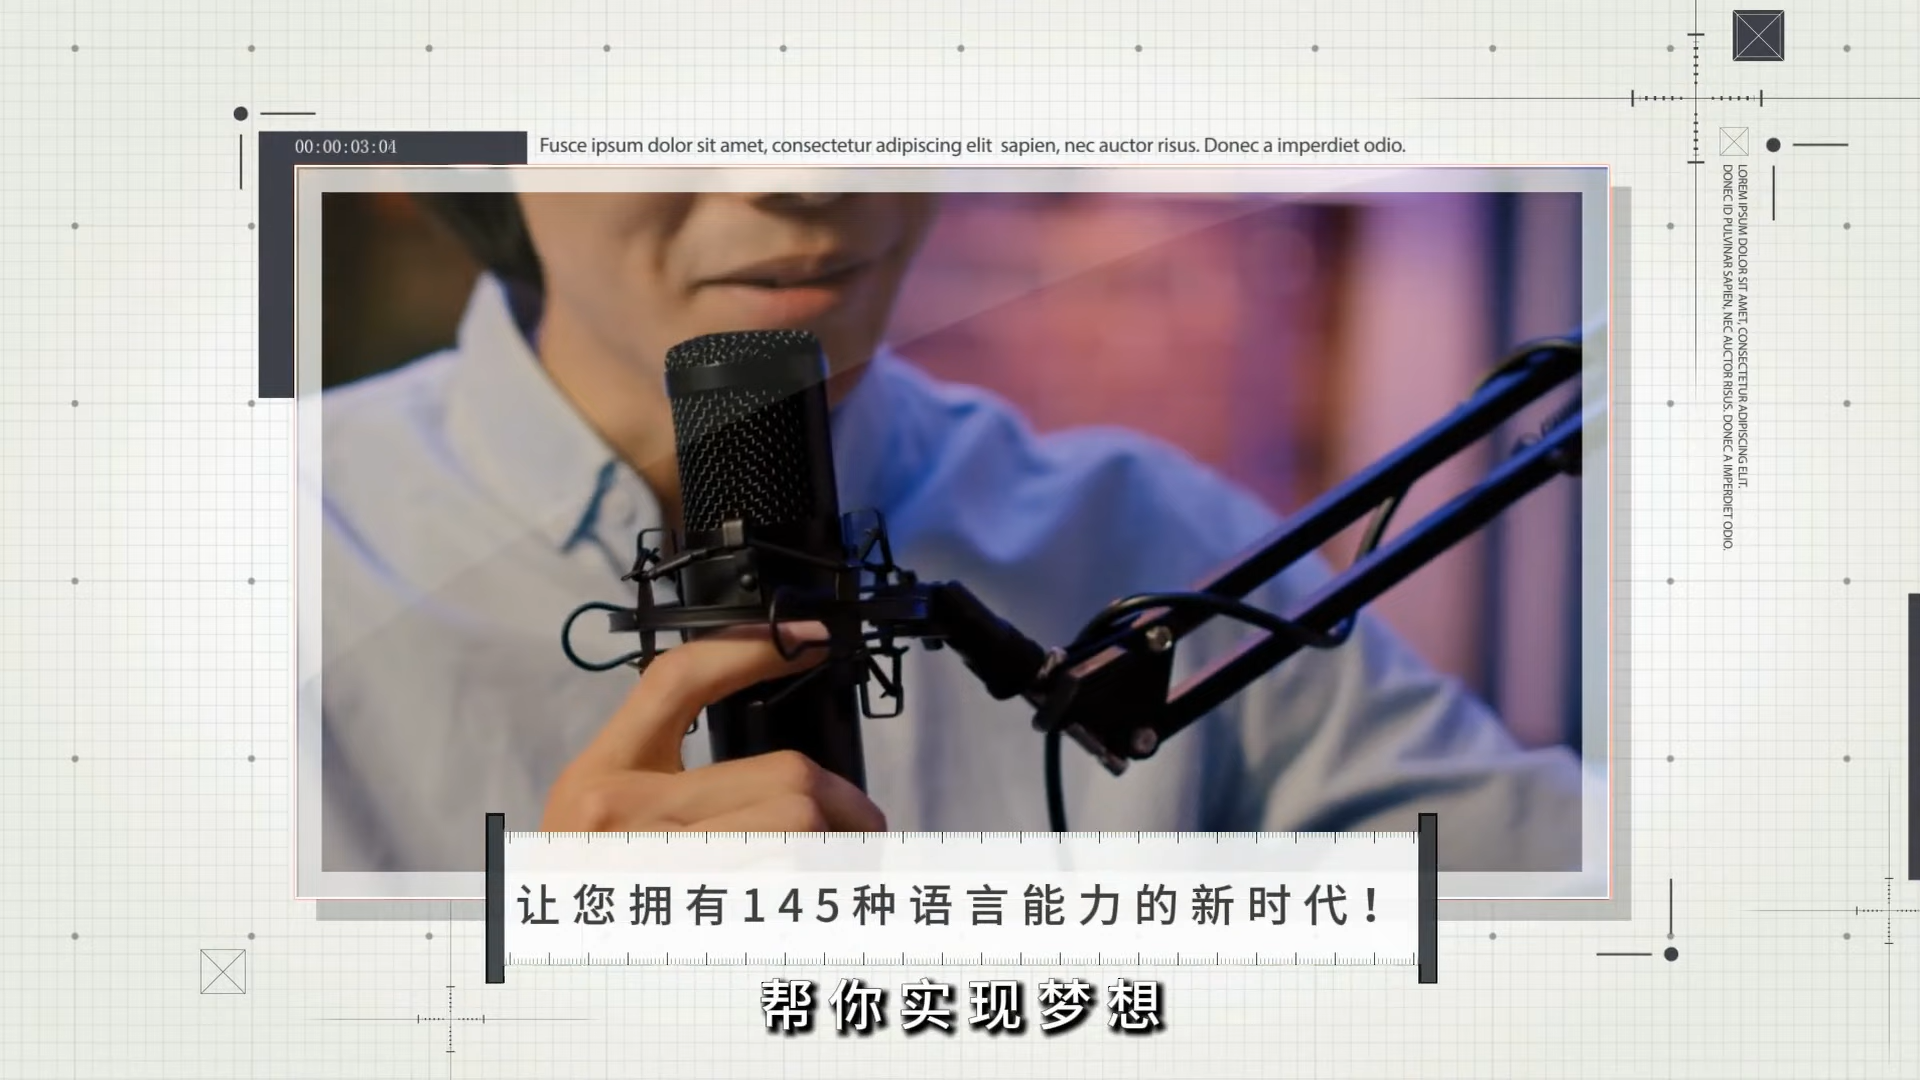 00:00:03:04
Fusce ipsum dolor sit amet, consectetur adipiscing elit  sapien, nec auctor risus. Donec a imperdiet odio.
LOREM IPSUM DOLOR SIT AMET, CONSECTETUR ADIPISCING ELIT.
DONEC ID PULVINAR SAPIEN, NEC AUCTOR RISUS. DONEC A IMPERDIET ODIO.
让您拥有145种语言能力的新时代！
帮你实现梦想